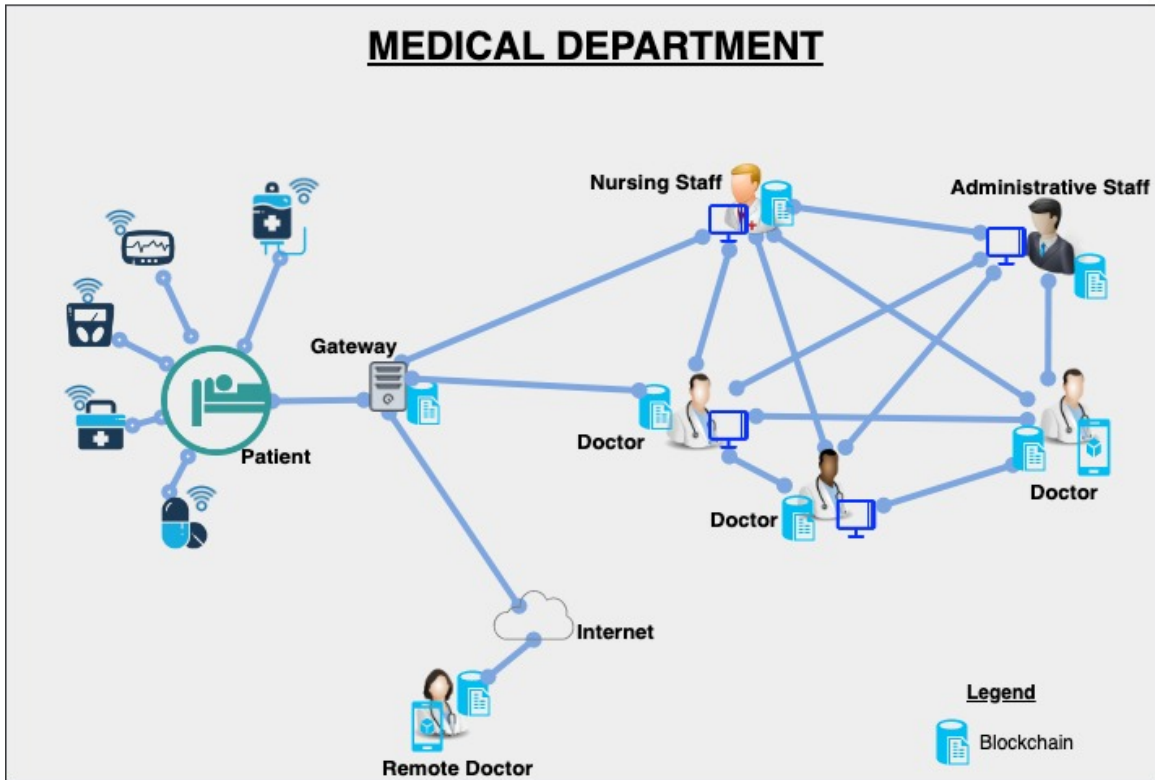 MEDICAL DEPARTMENT
Nursing Staff
Administrative Staff
Gateway
Patient
Doctor
Doctor
Doctor
Internet
Remote Doctor
Legend
Blockchain